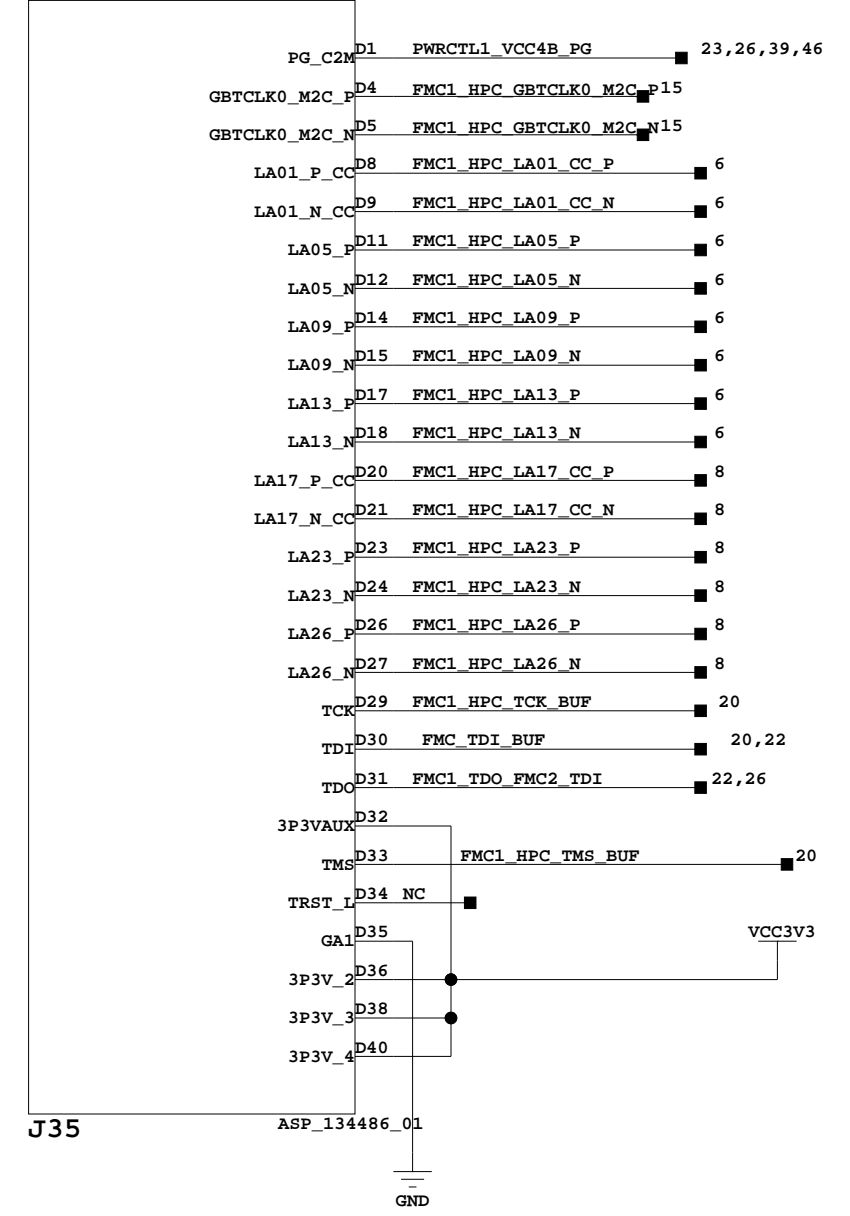 PG_C2M D1 PWRCTL1_VCC4B_PG 23,26,39,46
GBTCLK0_M2C_P D4 FMC1_HPC_GBTCLK0_M2C_P 15
GBTCLK0_M2C_N D5 FMC1_HPC_GBTCLK0_M2C_N 15
LA01_P_CC D8 FMC1_HPC_LA01_CC_P 6
LA01_N_CC D9 FMC1_HPC_LA01_CC_N 6
LA05_P D11 FMC1_HPC_LA05_P 6
LA05_N D12 FMC1_HPC_LA05_N 6
LA09_P D14 FMC1_HPC_LA09_P 6
LA09_N D15 FMC1_HPC_LA09_N 6
LA13_P D17 FMC1_HPC_LA13_P 6
LA13_N D18 FMC1_HPC_LA13_N 6
LA17_P_CC D20 FMC1_HPC_LA17_CC_P 8
LA17_N_CC D21 FMC1_HPC_LA17_CC_N 8
LA23_P D23 FMC1_HPC_LA23_P 8
LA23_N D24 FMC1_HPC_LA23_N 8
LA26_P D26 FMC1_HPC_LA26_P 8
LA26_N D27 FMC1_HPC_LA26_N 8
TCK D29 FMC1_HPC_TCK_BUF 20
TDI D30 FMC_TDI_BUF 20,22
TDO D31 FMC1_TDO_FMC2_TDI 22,26
3P3VAUX D32
TMS D33 FMC1_HPC_TMS_BUF 20
TRST_L D34 NC
GA1 D35 VCC3V3
3P3V_2 D36
3P3V_3 D38
3P3V_4 D40
J35 ASP_134486_01
GND